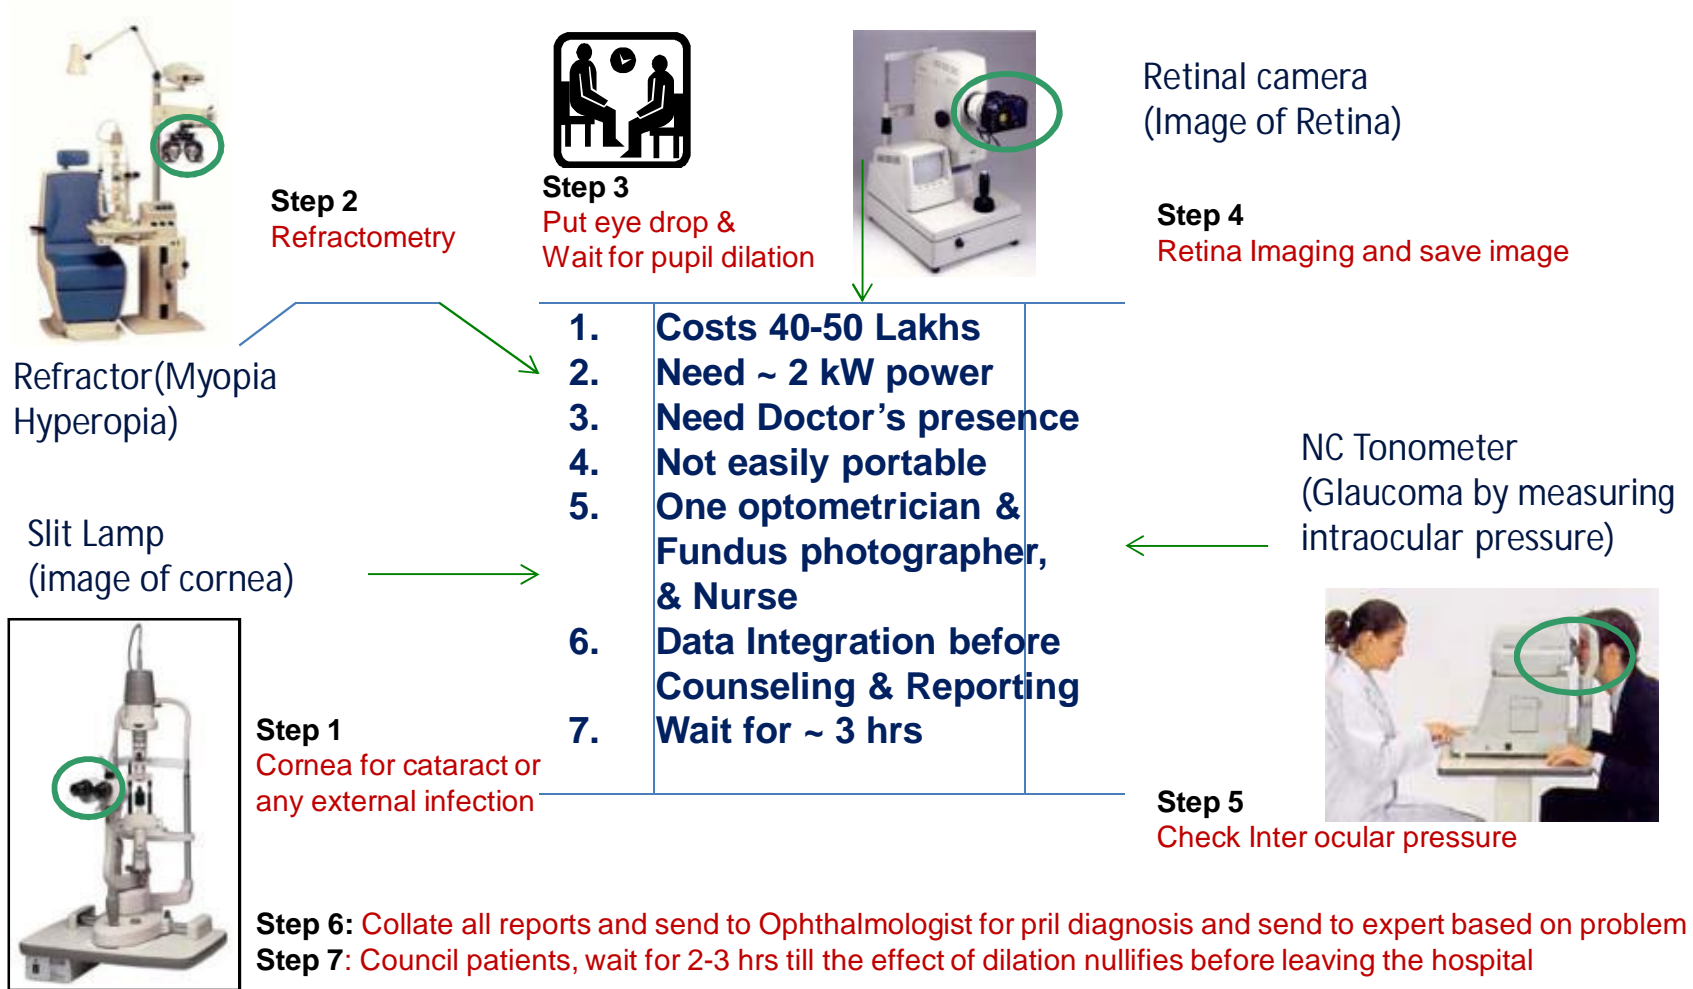 Retinal camera
(Image of Retina)
Step 2
Refractometry
Step 3
Put eye drop &
Wait for pupil dilation
Step 4
Retina Imaging and save image
Refractor(Myopia
Hyperopia)
1. Costs 40-50 Lakhs
2. Need ~ 2 kW power
3. Need Doctor's presence
4. Not easily portable
5. One optometrician &
Fundus photographer,
& Nurse
6. Data Integration before
Counseling & Reporting
7. Wait for ~ 3 hrs
NC Tonometer
(Glaucoma by measuring
intraocular pressure)
Slit Lamp
(image of cornea)
Step 1
Cornea for cataract or
any external infection
Step 5
Check Inter ocular pressure
Step 6: Collate all reports and send to Ophthalmologist for pril diagnosis and send to expert based on problem
Step 7: Council patients, wait for 2-3 hrs till the effect of dilation nullifies before leaving the hospital